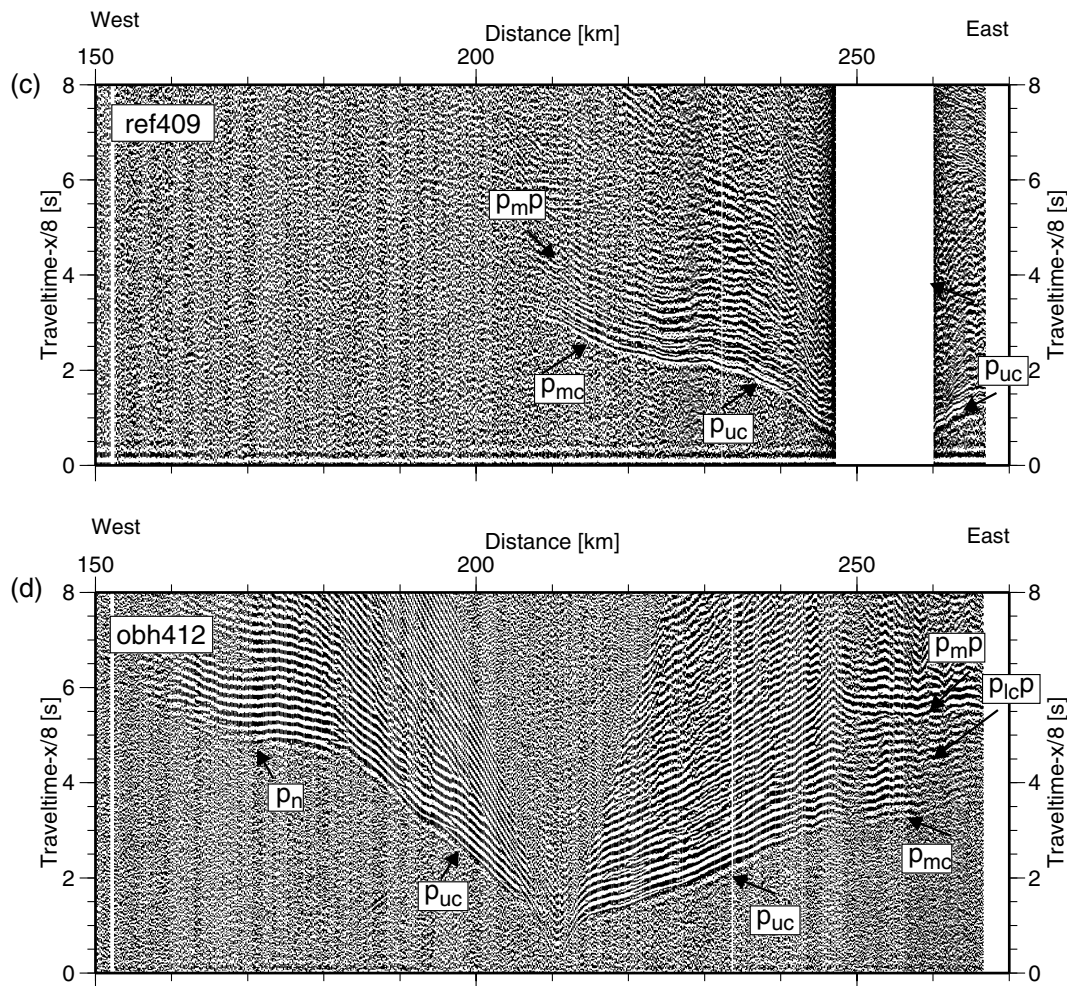 West
Distance [km]
East
150
200
250
(c)
8
8
ref409
6
6
pmp
4
4
Traveltime-x/8 [s]
Traveltime-x/8 [s]
pmc
puc
puc
2
2
0
0
West
Distance [km]
East
150
200
250
(d)
8
8
obh412
pmp
plcp
6
6
pn
4
4
Traveltime-x/8 [s]
Traveltime-x/8 [s]
pmc
puc
puc
2
2
0
0